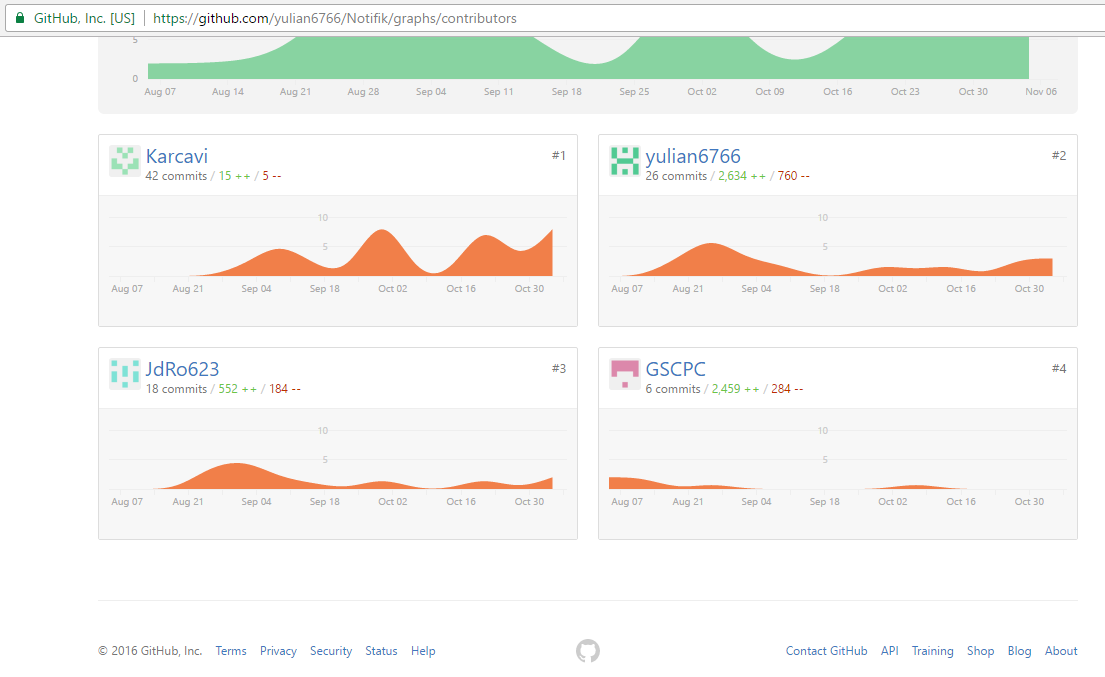 GitHub, Inc. [US] | https://github.com/yulian6766/Notifik/graphs/contributors
5
0
Aug 07 Aug 14 Aug 21 Aug 28 Sep 04 Sep 11 Sep 18 Sep 25 Oct 02 Oct 09 Oct 16 Oct 23 Oct 30 Nov 06
Karcavi #1
42 commits / 15 ++ / 5 --
10
5
Aug 07 Aug 21 Sep 04 Sep 18 Oct 02 Oct 16 Oct 30
yulian6766 #2
26 commits / 2,634 ++ / 760 --
10
5
Aug 07 Aug 21 Sep 04 Sep 18 Oct 02 Oct 16 Oct 30
JdRo623 #3
18 commits / 552 ++ / 184 --
10
5
Aug 07 Aug 21 Sep 04 Sep 18 Oct 02 Oct 16 Oct 30
GSCPC #4
6 commits / 2,459 ++ / 284 --
10
5
Aug 07 Aug 21 Sep 04 Sep 18 Oct 02 Oct 16 Oct 30
© 2016 GitHub, Inc. Terms Privacy Security Status Help Contact GitHub API Training Shop Blog About